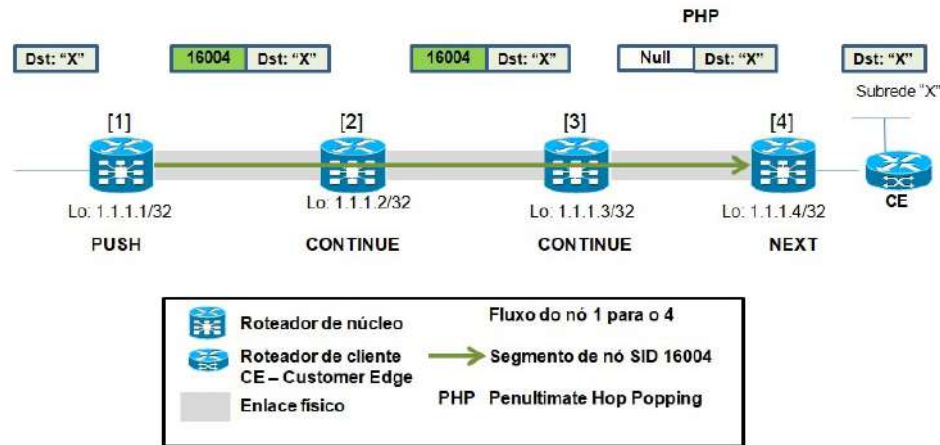 PHP
Dst: "X"
16004 Dst: "X"
16004 Dst: "X"
Null Dst: "X"
Dst: "X"
Subrede "X"
[1]
[2]
[3]
[4]
CE
Lo: 1.1.1.1/32
Lo: 1.1.1.2/32
Lo: 1.1.1.3/32
Lo: 1.1.1.4/32
PUSH
CONTINUE
CONTINUE
NEXT
Roteador de núcleo
Roteador de cliente
CE – Customer Edge
Enlace físico
Fluxo do nó 1 para o 4
Segmento de nó SID 16004
PHP Penultimate Hop Popping